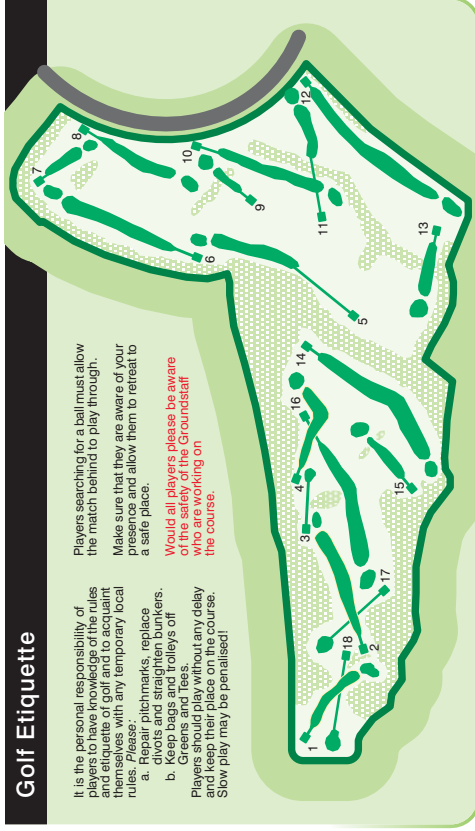 Golf Etiquette
It is the personal responsibility of
players to have knowledge of the rules
and etiquette of golf and to acquaint
themselves with any temporary local
rules. Please:
a. Repair pitchmarks, replace
divots and straighten bunkers.
b. Keep bags and trolleys off
Greens and Tees.
Players should play without any delay
and keep their place on the course.
Slow play may be penalised!
Players searching for a ball must allow
the match behind to play through.
Make sure that they are aware of your
presence and allow them to retreat to
a safe place.
Would all players please be aware
of the safety of the Groundstaff
who are working on
the course.
1
2
3
4
5
6
7
8
9
10
11
12
13
14
15
16
17
18